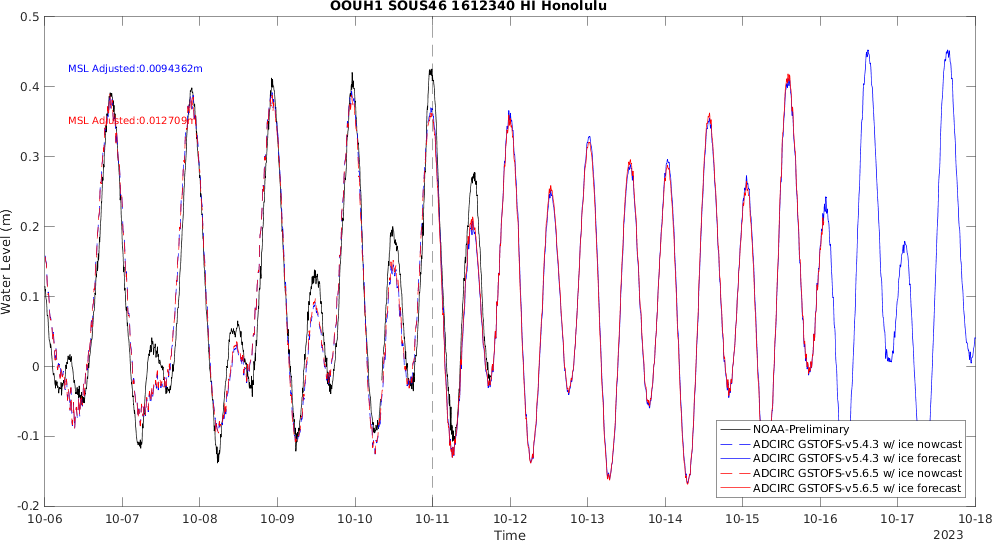 OOUH1 SOUS46 1612340 HI Honolulu
MSL Adjusted:0.0094362m
MSL Adjusted:0.012709m
Water Level (m)
0.5
0.4
0.3
0.2
0.1
0
-0.1
-0.2
NOAA-Preliminary
ADCIRC GSTOFS-v5.4.3 w/ ice nowcast
ADCIRC GSTOFS-v5.4.3 w/ ice forecast
ADCIRC GSTOFS-v5.6.5 w/ ice nowcast
ADCIRC GSTOFS-v5.6.5 w/ ice forecast
10-06 10-07 10-08 10-09 10-10 10-11 10-12 10-13 10-14 10-15 10-16 10-17 10-18
Time
2023